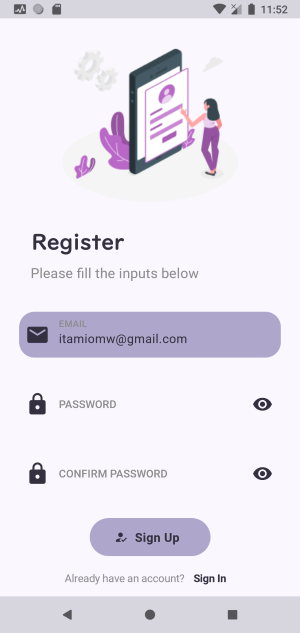 11:52
Register
Please fill the inputs below
EMAIL
itamiomw@gmail.com
PASSWORD
CONFIRM PASSWORD
Sign Up
Already have an account? Sign In